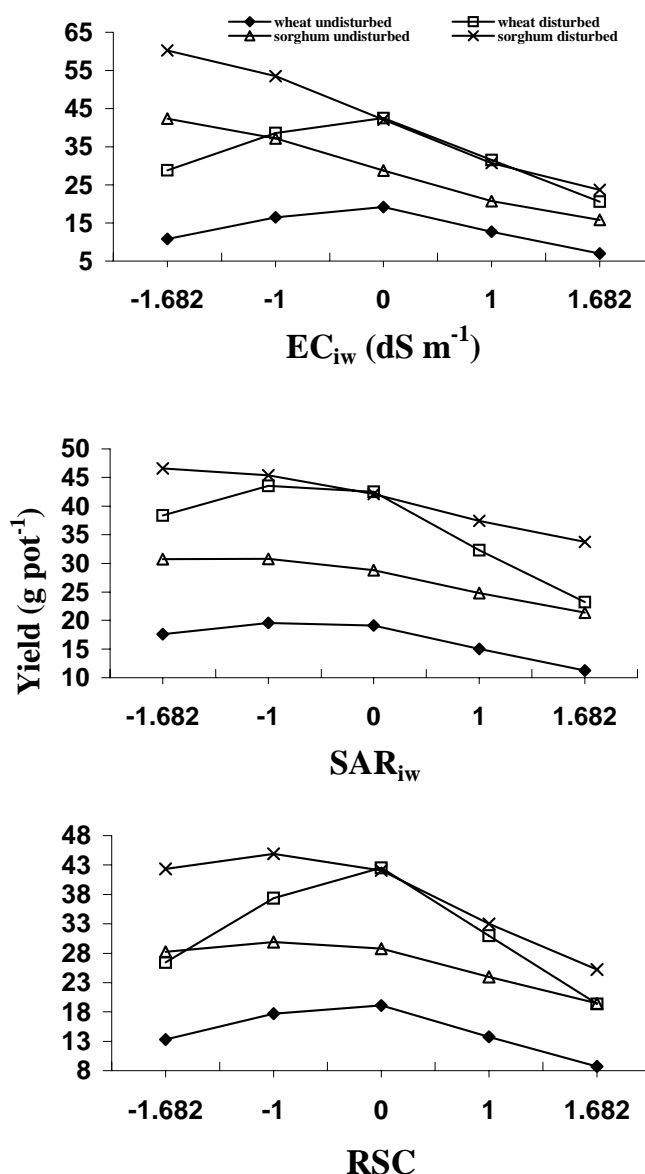 wheat undisturbed wheat disturbed
sorghum undisturbed sorghum disturbed
65
55
45
35
25
15
5
-1.682 -1 0 1 1.682
EC_iw (dS m^-1)
Yield (g pot^-1)
50
45
40
35
30
25
20
15
10
-1.682 -1 0 1 1.682
SAR_iw
48
43
38
33
28
23
18
13
8
-1.682 -1 0 1 1.682
RSC